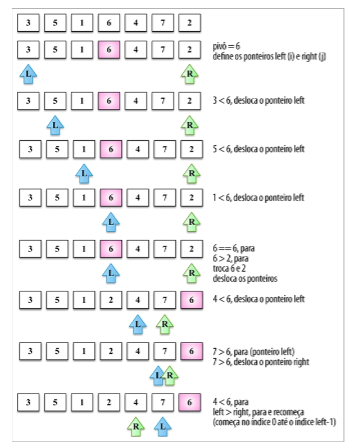 3 5 1 6 4 7 2
3 5 1 6 4 7 2
pivô = 6
define os ponteiros left (i) e right (j)
L R
3 5 1 6 4 7 2
3 < 6, desloca o ponteiro left
L R
3 5 1 6 4 7 2
5 < 6, desloca o ponteiro left
L R
3 5 1 6 4 7 2
1 < 6, desloca o ponteiro left
L R
3 5 1 6 4 7 2
6 == 6, para
6 > 2, para
troca 6 e 2
desloca os ponteiros
L R
3 5 1 2 4 7 6
4 < 6, desloca o ponteiro left
L R
3 5 1 2 4 7 6
7 > 6, para (ponteiro left)
7 > 6, desloca ponteiro right
L R
3 5 1 2 4 7 6
4 < 6, para
left > right, para e recomeça
(começa no indice 0 até o indice left-1)
R L